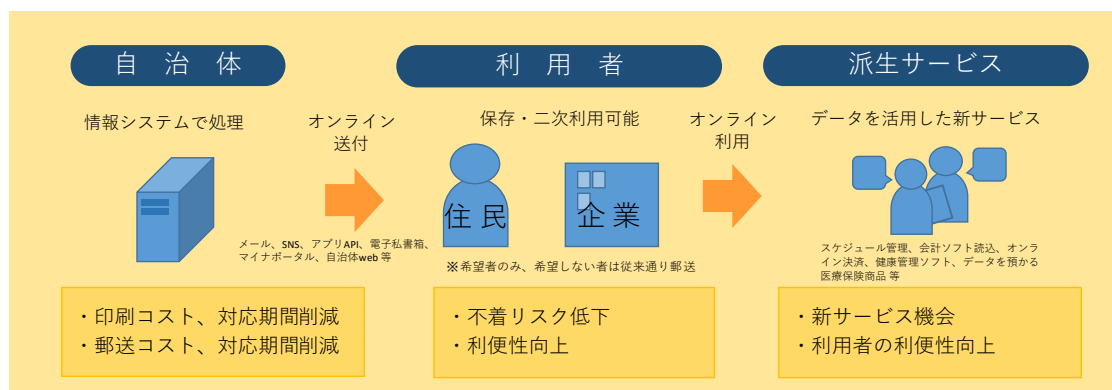 自治体
情報システムで処理
オンライン
送付
メール、SNS、アプリAPI、電子私書箱、
マイナポータル、自治体web 等
・印刷コスト、対応期間削減
・郵送コスト、対応期間削減
利用者
保存・二次利用可能
住民
企業
※希望者のみ、希望しない者は従来通り郵送
・不着リスク低下
・利便性向上
オンライン
利用
派生サービス
データを活用した新サービス
スケジュール管理、会計ソフト読込、オンラ
イン決済、健康管理ソフト、データを預かる
医療保険商品 等
・新サービス機会
・利用者の利便性向上